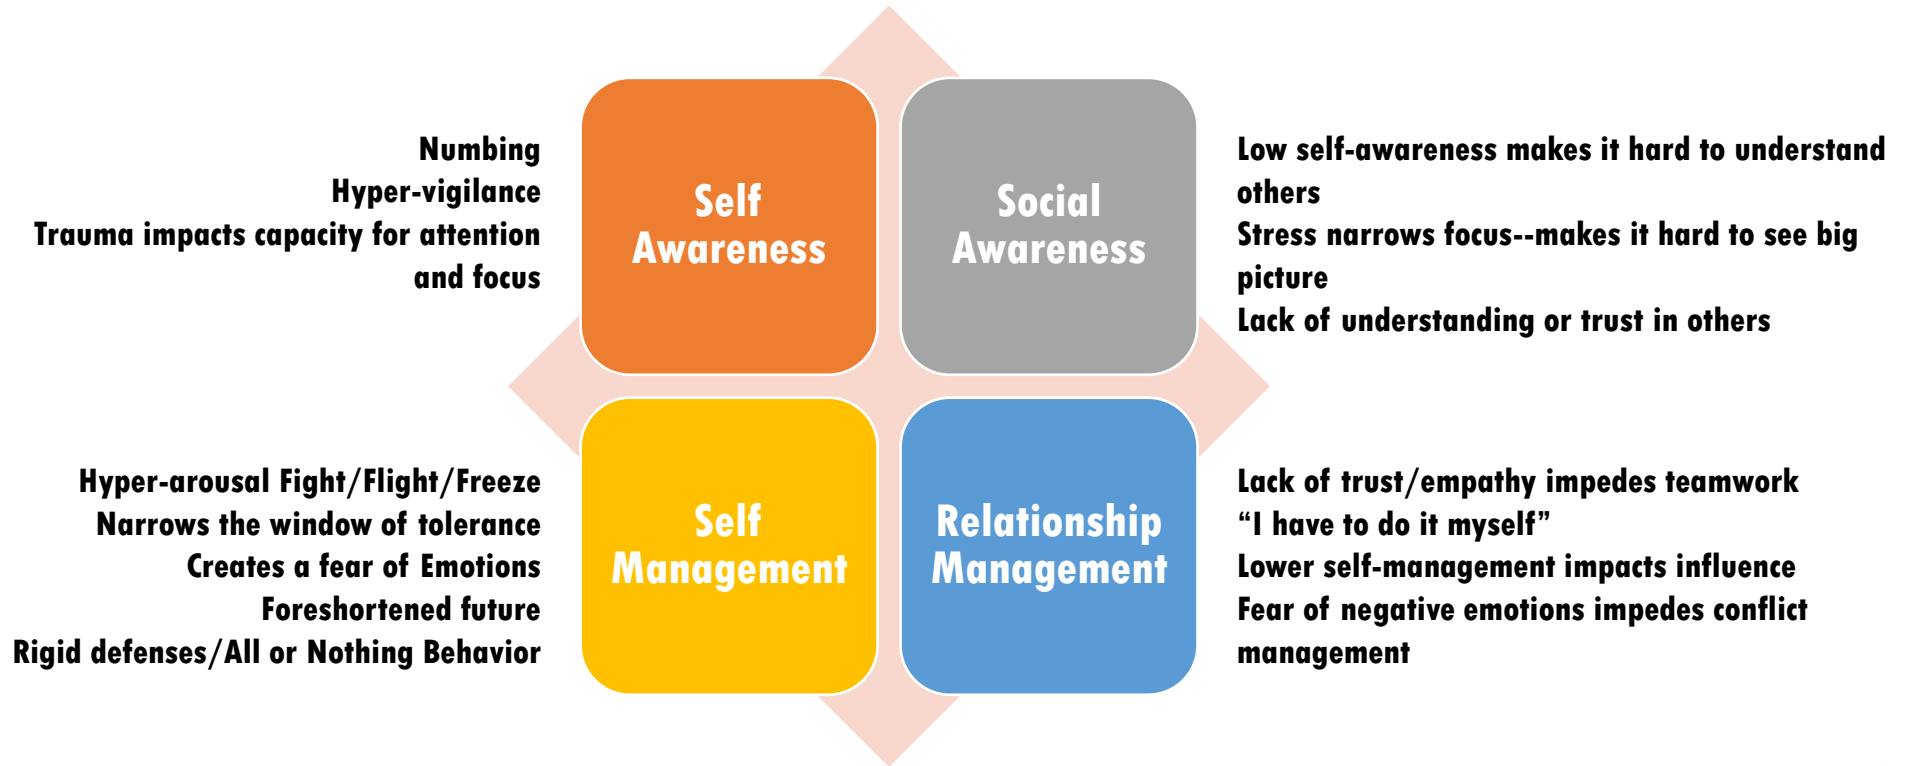 Numbing
Hyper-vigilance
Trauma impacts capacity for attention
and focus
Self
Awareness
Social
Awareness
Low self-awareness makes it hard to understand
others
Stress narrows focus--makes it hard to see big
picture
Lack of understanding or trust in others
Hyper-arousal Fight/Flight/Freeze
Narrows the window of tolerance
Creates a fear of Emotions
Foreshortened future
Rigid defenses/All or Nothing Behavior
Self
Management
Relationship
Management
Lack of trust/empathy impedes teamwork
“I have to do it myself”
Lower self-management impacts influence
Fear of negative emotions impedes conflict
management